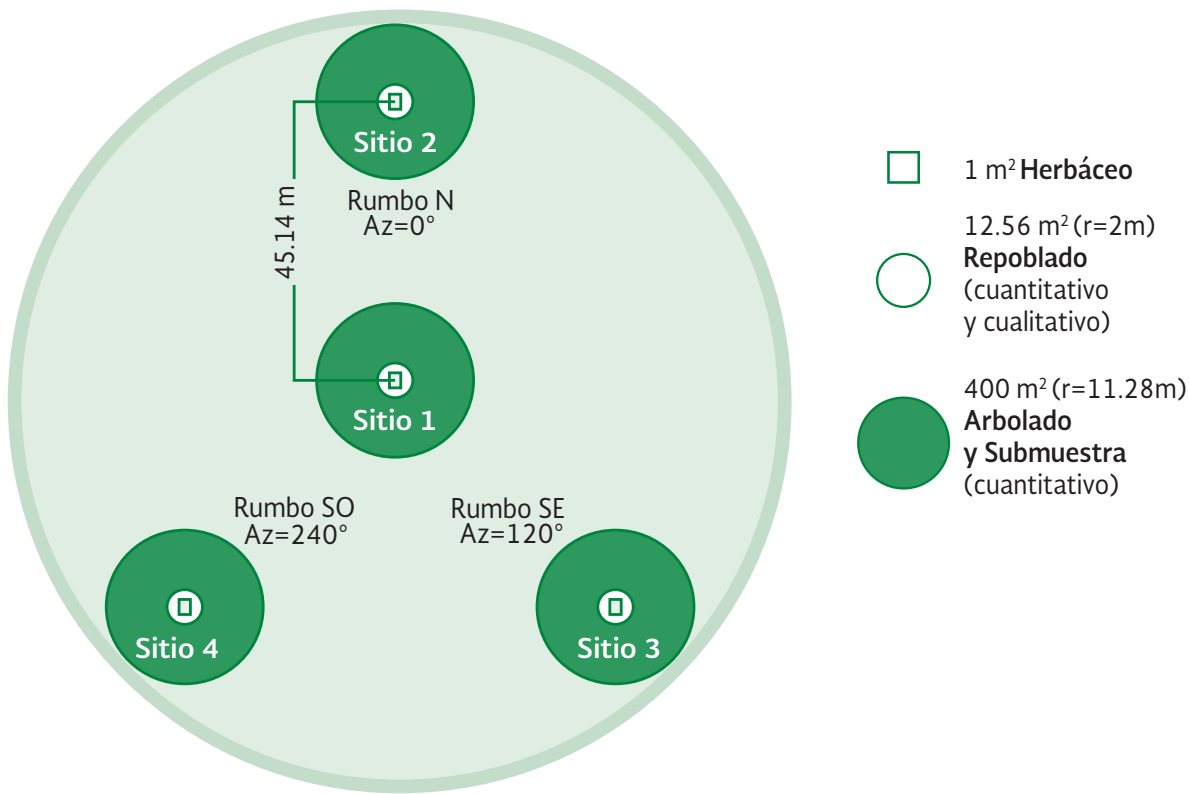 Sitio 2
Rumbo N
Az=0°
45.14 m
Sitio 1
Rumbo SO
Az=240°
Rumbo SE
Az=120°
Sitio 4
Sitio 3
1 m² Herbáceo
12.56 m² (r=2m)
Repoblado
(cuantitativo
y cualitativo)
400 m² (r=11.28m)
Arbolado
y Submuestra
(cuantitativo)